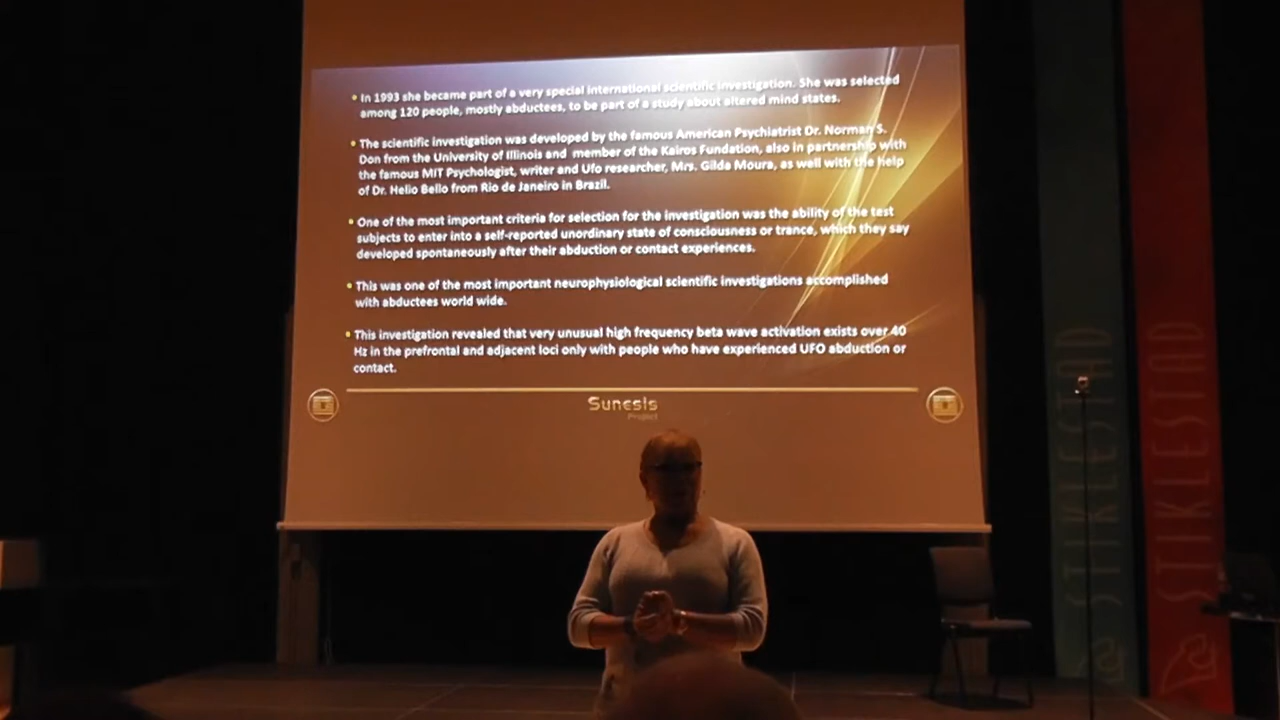 In 1993 she became part of a very special international scientific investigation. She was selected
among 120 people, mostly abductees, to be part of a study about altered mind states.
The scientific investigation was developed by the famous American Psychiatrist Dr. Norman S.
Don from the University of Illinois and member of the Kairos Fundation, also in partnership with
the famous MIT Psychologist, writer and Ufo researcher, Mrs. Gilda Moura, as well with the help
of Dr. Helio Bello from Rio de Janeiro in Brazil.
One of the most important criteria for selection for the investigation was the ability of the test
subjects to enter into a self-reported unordinary state of consciousness or trance, which they say
developed spontaneously after their abduction or contact experiences.
This was one of the most important neurophysiological scientific investigations accomplished
with abductees world wide.
This investigation revealed that very unusual high frequency beta wave activation exists over 40
Hz in the prefrontal and adjacent loci only with people who have experienced UFO abduction or
contact.
Sunesis
Project
STIKLESTAD
STIKLESTAD